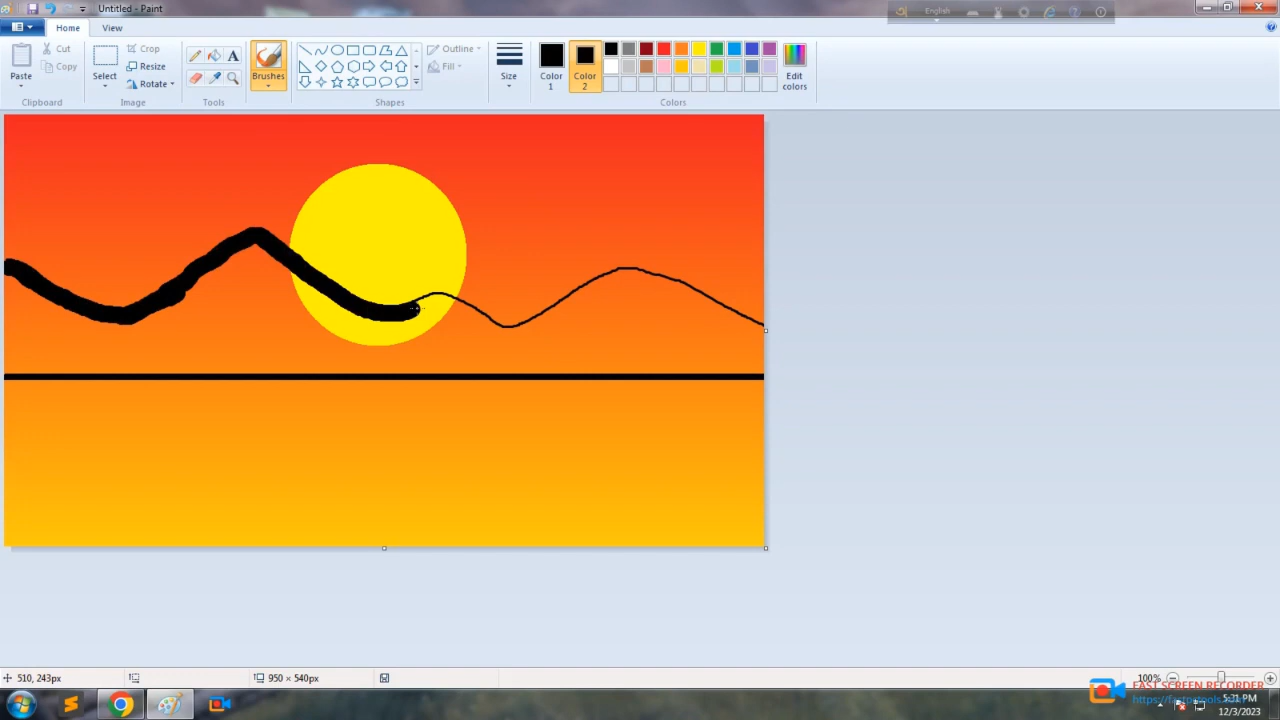 Untitled - Paint
English
Home View
Paste Cut Copy
Select Crop Resize Rotate
Brushes
Outline Fill
Size
Color 1
Color 2
Edit colors
Clipboard Image Tools Shapes Colors
510, 243px
950 × 540px
100%
FAST SCREEN RECORDER
5:31 PM
12/3/2023